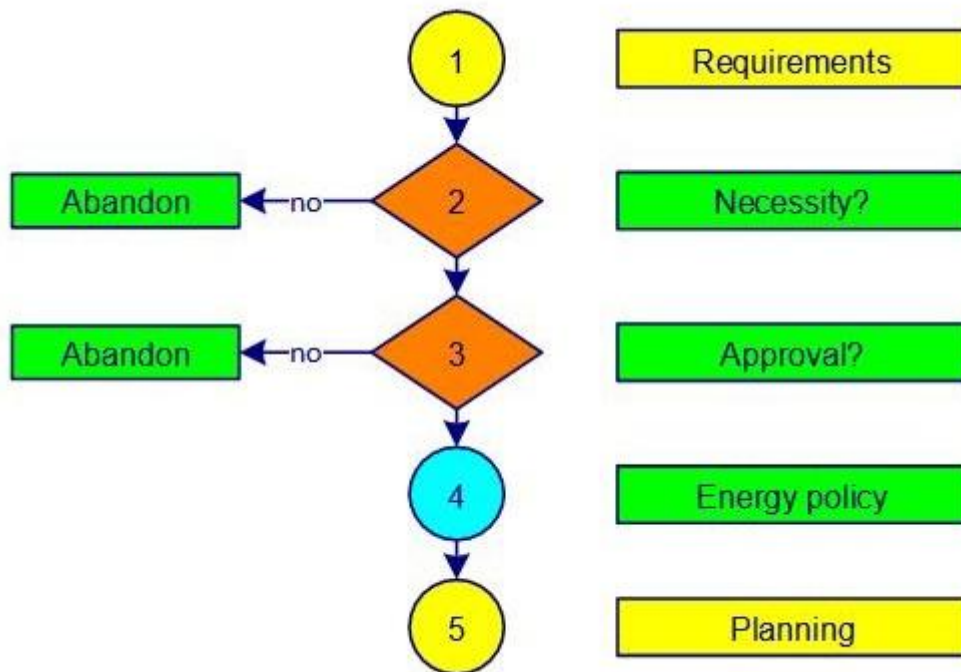 1
Requirements
Abandon
no
2
Necessity?
Abandon
no
3
Approval?
4
Energy policy
5
Planning